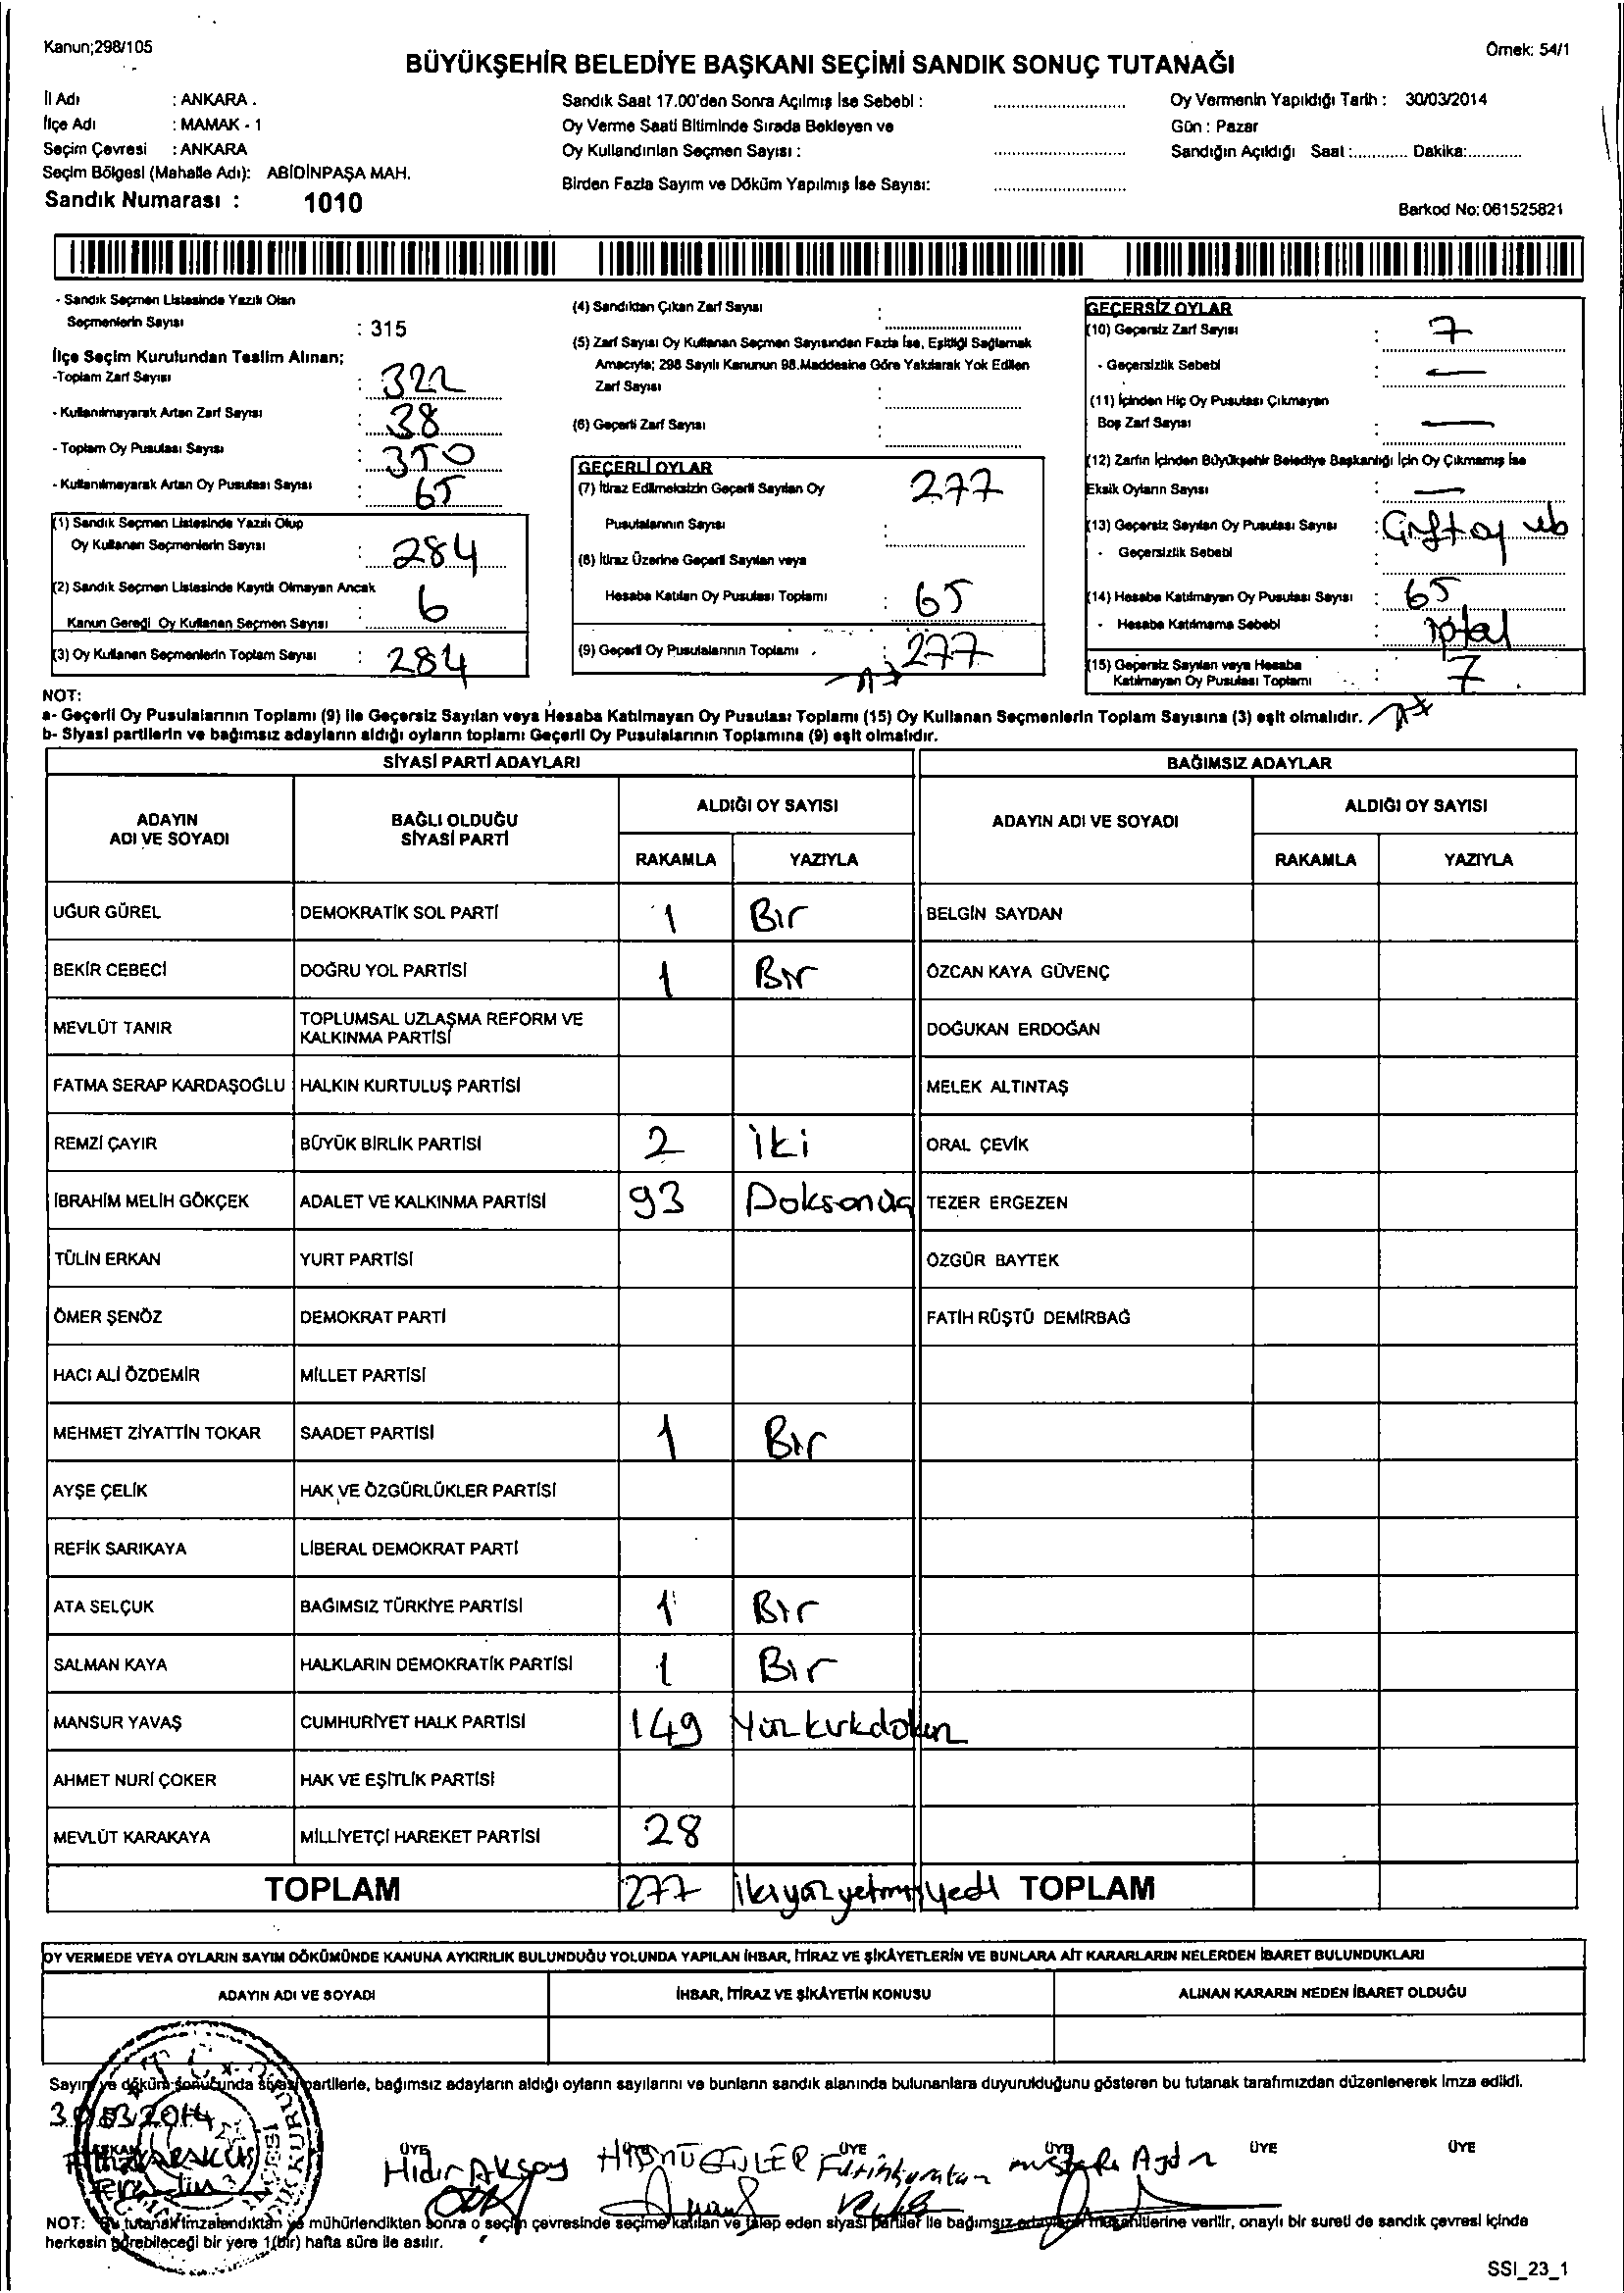 Kanun;298/105
Örnek: 54/1
BÜYÜKŞEHİR BELEDİYE BAŞKANI SEÇİMİ SANDIK SONUÇ TUTANAĞI
İl Adı : ANKARA .
İlçe Adı : MAMAK - 1
Seçim Çevresi : ANKARA
Seçim Bölgesi (Mahalle Adı): ABİDİNPAŞA MAH.
Sandık Numarası : 1010
Sandık Saat 17.00'den Sonra Açılmış İse Sebebi :
Oy Verme Saati Bitiminde Sırada Bekleyen ve
Oy Kullandırılan Seçmen Sayısı :
Birden Fazla Sayım ve Döküm Yapılmış İse Sayısı:
Oy Vermenin Yapıldığı Tarih : 30/03/2014
Gün : Pazar
Sandığın Açıldığı Saat :............ Dakika:............
Barkod No: 061525821
- Sandık Seçmen Listesinde Yazılı Olan
Seçmenlerin Sayısı : 315
İlçe Seçim Kurulundan Teslim Alınan;
-Toplam Zarf Sayısı : 322
- Kullanılmayarak Artan Zarf Sayısı : 38
- Toplam Oy Pusulası Sayısı : 350
- Kullanılmayarak Artan Oy Pusulası Sayısı : 65
(1) Sandık Seçmen Listesinde Yazılı Olup
Oy Kullanan Seçmenlerin Sayısı : 284
(2) Sandık Seçmen Listesinde Kayıtlı Olmayan Ancak
Kanun Gereği Oy Kullanan Seçmen Sayısı : 6
(3) Oy Kullanan Seçmenlerin Toplam Sayısı : 284
(4) Sandıktan Çıkan Zarf Sayısı :
(5) Zarf Sayısı Oy Kullanan Seçmen Sayısından Fazla İse, Eşitliği Sağlamak
Amacıyla; 298 Sayılı Kanunun 98.Maddesine Göre Yakılarak Yok Edilen
Zarf Sayısı :
(6) Geçerli Zarf Sayısı :
GEÇERLİ OYLAR
(7) İtiraz Edilmeksizin Geçerli Sayılan Oy 277
Pusulalarının Sayısı :
(8) İtiraz Üzerine Geçerli Sayılan veya
Hesaba Katılan Oy Pusulası Toplamı : 65
(9) Geçerli Oy Pusulalarının Toplamı : 277
GEÇERSİZ OYLAR
(10) Geçersiz Zarf Sayısı : 7
- Geçersizlik Sebebi : —
(11) İçinden Hiç Oy Pusulası Çıkmayan
Boş Zarf Sayısı : —
(12) Zarfın İçinden Büyükşehir Belediye Başkanlığı İçin Oy Çıkmamış İse
Eksik Oyların Sayısı : —
(13) Geçersiz Sayılan Oy Pusulası Sayısı : Çift oy vb
- Geçersizlik Sebebi :
(14) Hesaba Katılmayan Oy Pusulası Sayısı : 65
- Hesaba Katılmama Sebebi : iptal
(15) Geçersiz Sayılan veya Hesaba
Katılmayan Oy Pusulası Toplamı : 7
NOT:
a- Geçerli Oy Pusulalarının Toplamı (9) ile Geçersiz Sayılan veya Hesaba Katılmayan Oy Pusulası Toplamı (15) Oy Kullanan Seçmenlerin Toplam Sayısına (3) eşit olmalıdır.
b- Siyasi partilerin ve bağımsız adayların aldığı oyların toplamı Geçerli Oy Pusulalarının Toplamına (9) eşit olmalıdır.
SİYASİ PARTİ ADAYLARI BAĞIMSIZ ADAYLAR
ADAYIN ADI VE SOYADI BAĞLI OLDUĞU SİYASİ PARTİ ALDIĞI OY SAYISI ADAYIN ADI VE SOYADI ALDIĞI OY SAYISI
RAKAMLA YAZIYLA RAKAMLA YAZIYLA
UĞUR GÜREL DEMOKRATİK SOL PARTİ 1 Bir BELGİN SAYDAN
BEKİR CEBECİ DOĞRU YOL PARTİSİ 1 Bir ÖZCAN KAYA GÜVENÇ
MEVLÜT TANIR TOPLUMSAL UZLAŞMA REFORM VE KALKINMA PARTİSİ DOĞUKAN ERDOĞAN
FATMA SERAP KARDAŞOĞLU HALKIN KURTULUŞ PARTİSİ MELEK ALTINTAŞ
REMZİ ÇAYIR BÜYÜK BİRLİK PARTİSİ 2 iki ORAL ÇEVİK
İBRAHİM MELİH GÖKÇEK ADALET VE KALKINMA PARTİSİ 93 Doksanüç TEZER ERGEZEN
TÜLİN ERKAN YURT PARTİSİ ÖZGÜR BAYTEK
ÖMER ŞENÖZ DEMOKRAT PARTİ FATİH RÜŞTÜ DEMİRBAĞ
HACI ALİ ÖZDEMİR MİLLET PARTİSİ
MEHMET ZİYATTİN TOKAR SAADET PARTİSİ 1 Bir
AYŞE ÇELİK HAK VE ÖZGÜRLÜKLER PARTİSİ
REFİK SARIKAYA LİBERAL DEMOKRAT PARTİ
ATA SELÇUK BAĞIMSIZ TÜRKİYE PARTİSİ 1 Bir
SALMAN KAYA HALKLARIN DEMOKRATİK PARTİSİ 1 Bir
MANSUR YAVAŞ CUMHURİYET HALK PARTİSİ 149 Yüzkırkdokuz
AHMET NURİ ÇOKER HAK VE EŞİTLİK PARTİSİ
MEVLÜT KARAKAYA MİLLİYETÇİ HAREKET PARTİSİ 28
TOPLAM 277 ikiyüzyetmişyedi TOPLAM
OY VERMEDE VEYA OYLARIN SAYIM DÖKÜMÜNDE KANUNA AYKIRILIK BULUNDUĞU YOLUNDA YAPILAN İHBAR, İTİRAZ VE ŞİKÂYETLERİN VE BUNLARA AİT KARARLARIN NELERDEN İBARET BULUNDUKLARI
ADAYIN ADI VE SOYADI İHBAR, İTİRAZ VE ŞİKÂYETİN KONUSU ALINAN KARARIN NEDEN İBARET OLDUĞU
Sayım ve döküm sonucunda siyasi partilerle, bağımsız adayların aldığı oyların sayılarını ve bunların sandık alanında bulunanlara duyurulduğunu gösteren bu tutanak tarafımızdan düzenlenerek imza edildi.
30.03.2014
BAŞKAN ÜYE ÜYE ÜYE ÜYE ÜYE ÜYE
Hıdır Aksoy HÜSNÜ GÜLER Mustafa Aydın
NOT: Bu tutanak imzalandıktan ve mühürlendikten sonra o seçim çevresinde seçime katılan ve talep eden siyasi partiler ile bağımsız adayların müşahitlerine verilir, onaylı bir sureti de sandık çevresi içinde
herkesin görebileceği bir yere 1(bir) hafta süre ile asılır.
SSI_23_1